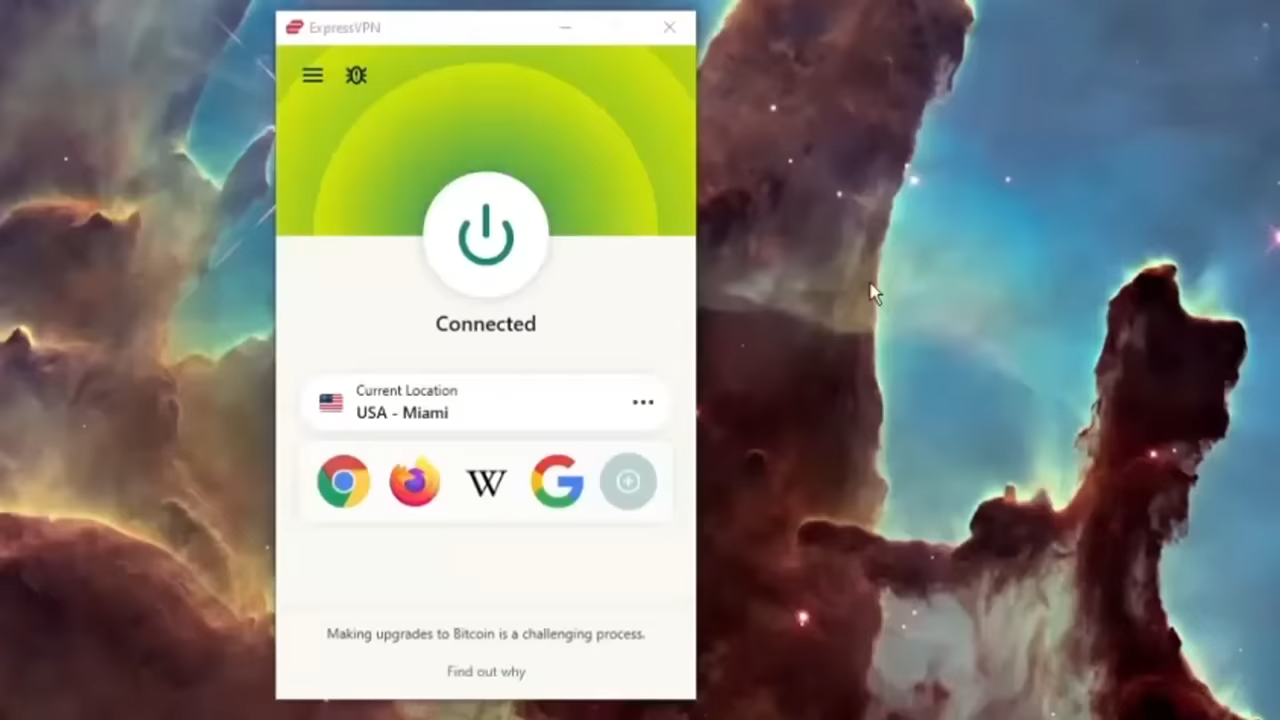 ExpressVPN
Connected
Current Location
USA - Miami
W
G
Making upgrades to Bitcoin is a challenging process.
Find out why